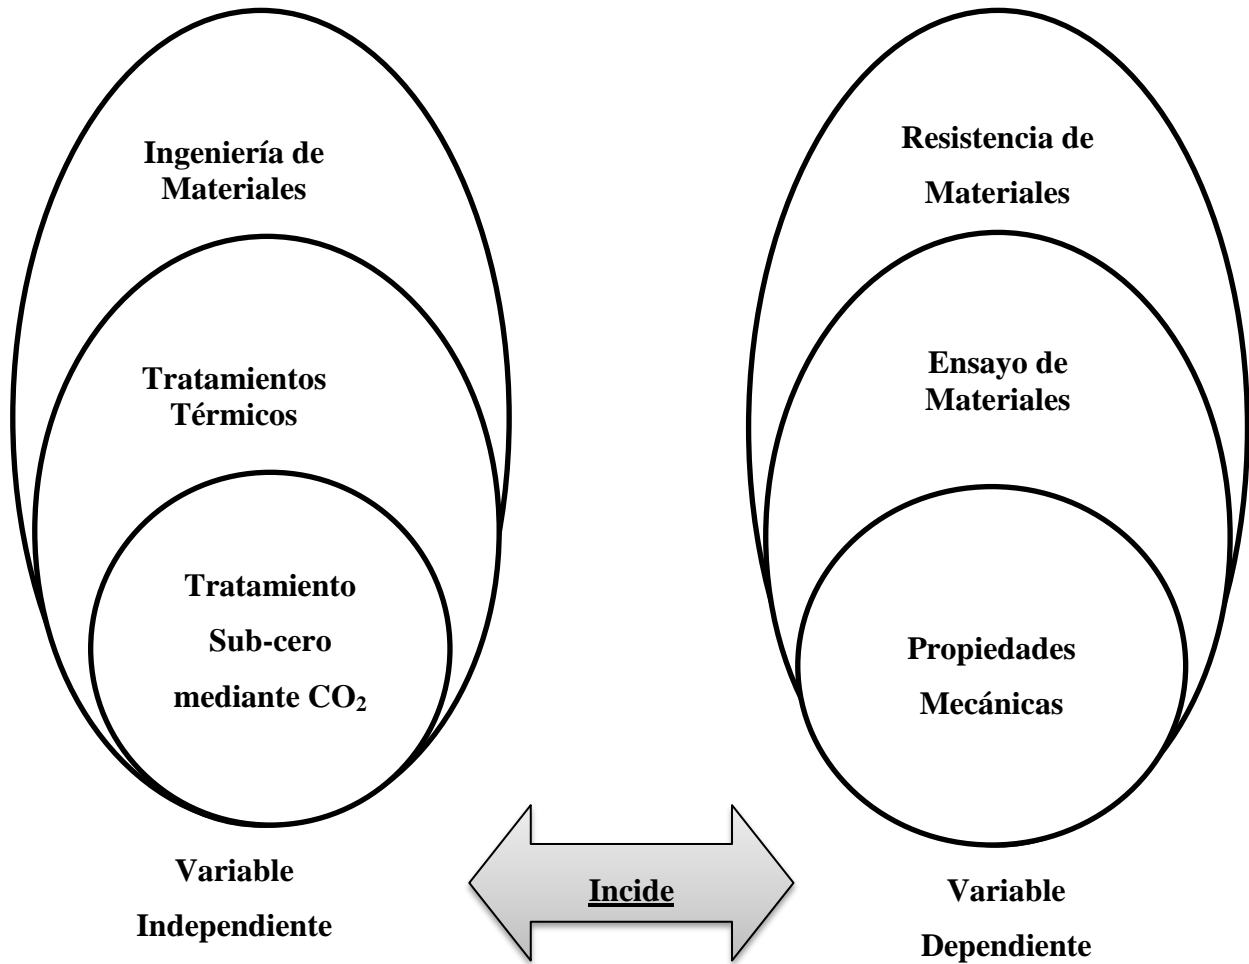 Ingeniería de
Materiales
Tratamientos
Térmicos
Tratamiento
Sub-cero
mediante CO₂
Variable
Independiente
Incide
Resistencia de
Materiales
Ensayo de
Materiales
Propiedades
Mecánicas
Variable
Dependiente